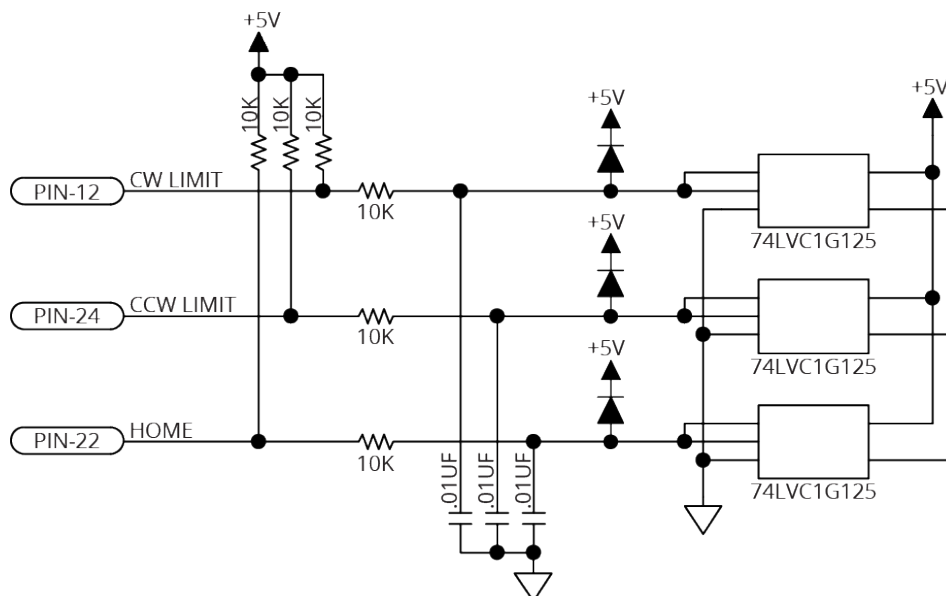 +5V
10K
10K
10K
+5V
+5V
PIN-12
CW LIMIT
10K
74LVC1G125
+5V
PIN-24
CCW LIMIT
10K
74LVC1G125
+5V
PIN-22
HOME
10K
.01UF
.01UF
.01UF
74LVC1G125